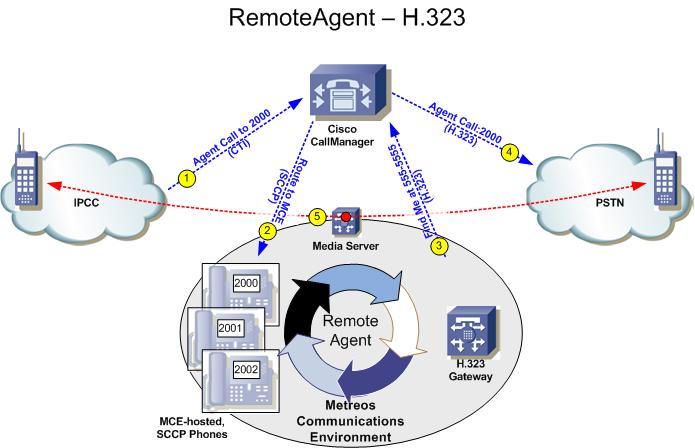 RemoteAgent – H.323
Cisco
CallManager
Agent Call to 2000
(CTI)
1
Agent Call:2000
(H.323)
4
Route to MCE
(SCCP)
2
Find Me at 555-5555
(H.323)
3
IPCC
PSTN
5
Media Server
2000
2001
2002
Remote
Agent
H.323
Gateway
MCE-hosted,
SCCP Phones
Metreos
Communications
Environment